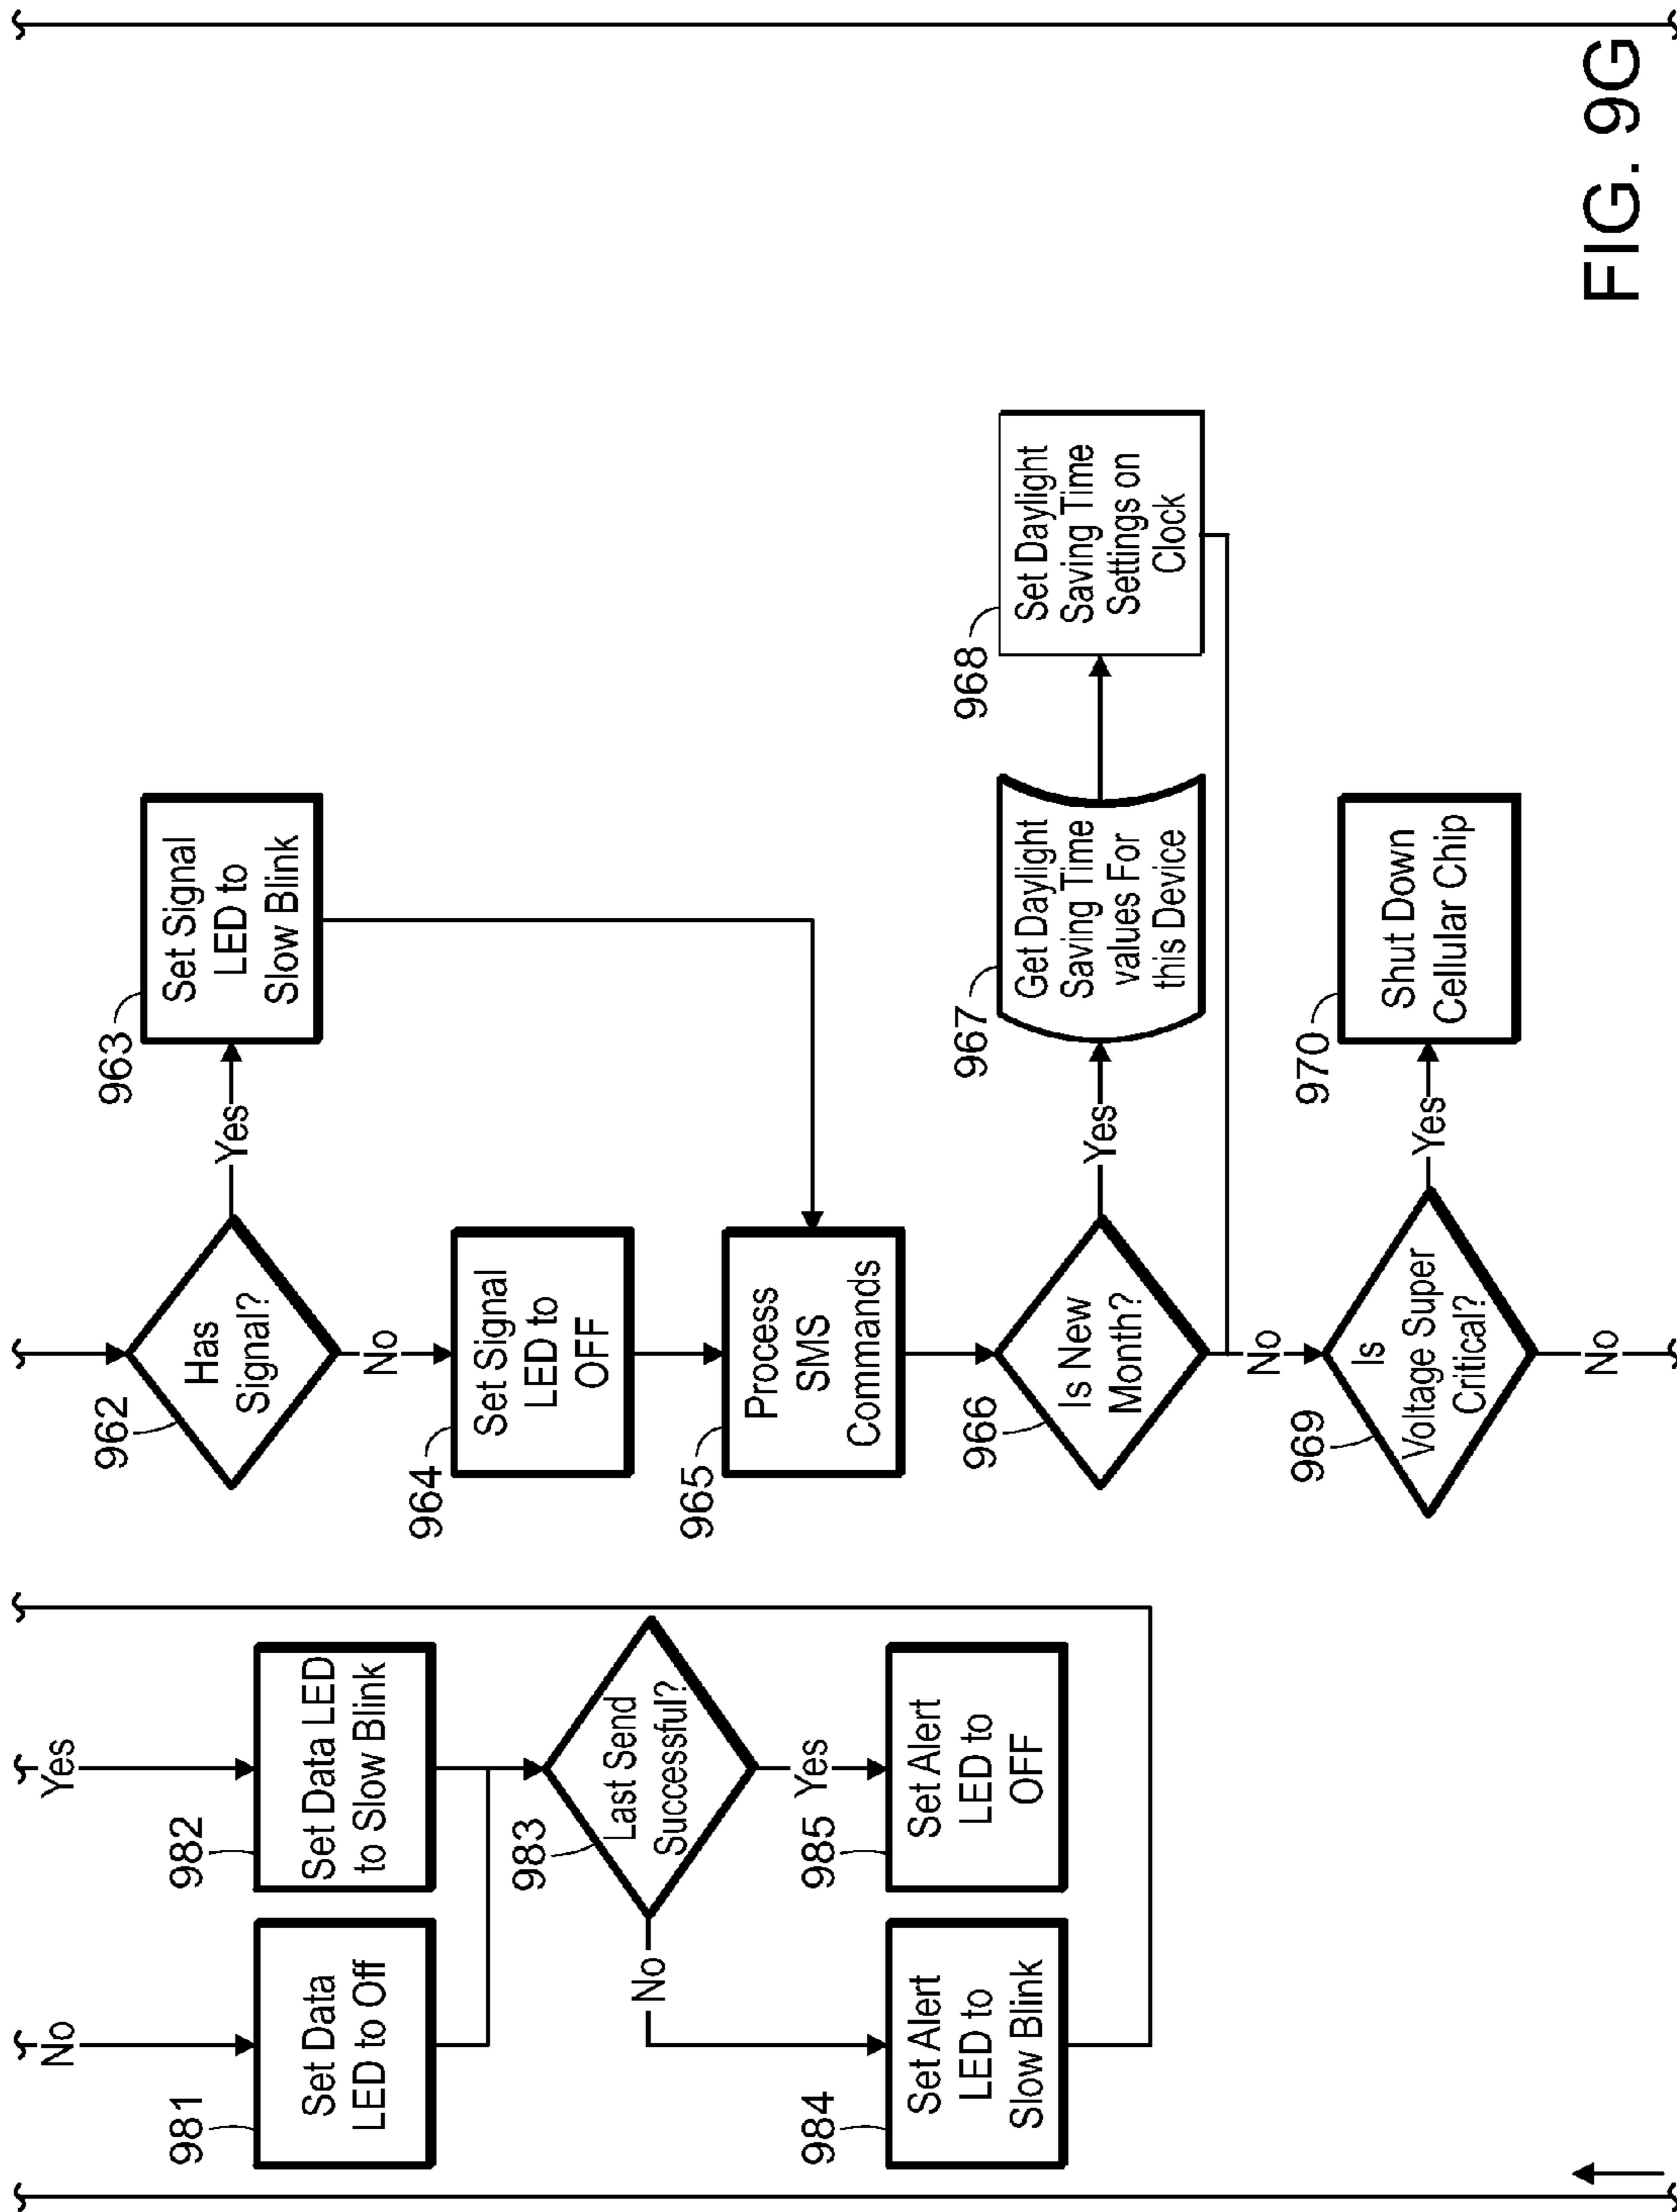 No
Yes
981
Set Data
LED to Off
982
Set Data LED
to Slow Blink
983
Last Send
Successful?
No
Yes
984
Set Alert
LED to
Slow Blink
985
Set Alert
LED to
OFF
962
Has
Signal?
Yes
963
Set Signal
LED to
Slow Blink
No
964
Set Signal
LED to
OFF
965
Process
SMS
Commands
966
Is New
Month?
Yes
967
Get Daylight
Saving Time
values For
this Device
968
Set Daylight
Saving Time
Settings on
Clock
No
969
Is
Voltage Super
Critical?
Yes
970
Shut Down
Cellular Chip
No
FIG. 9G